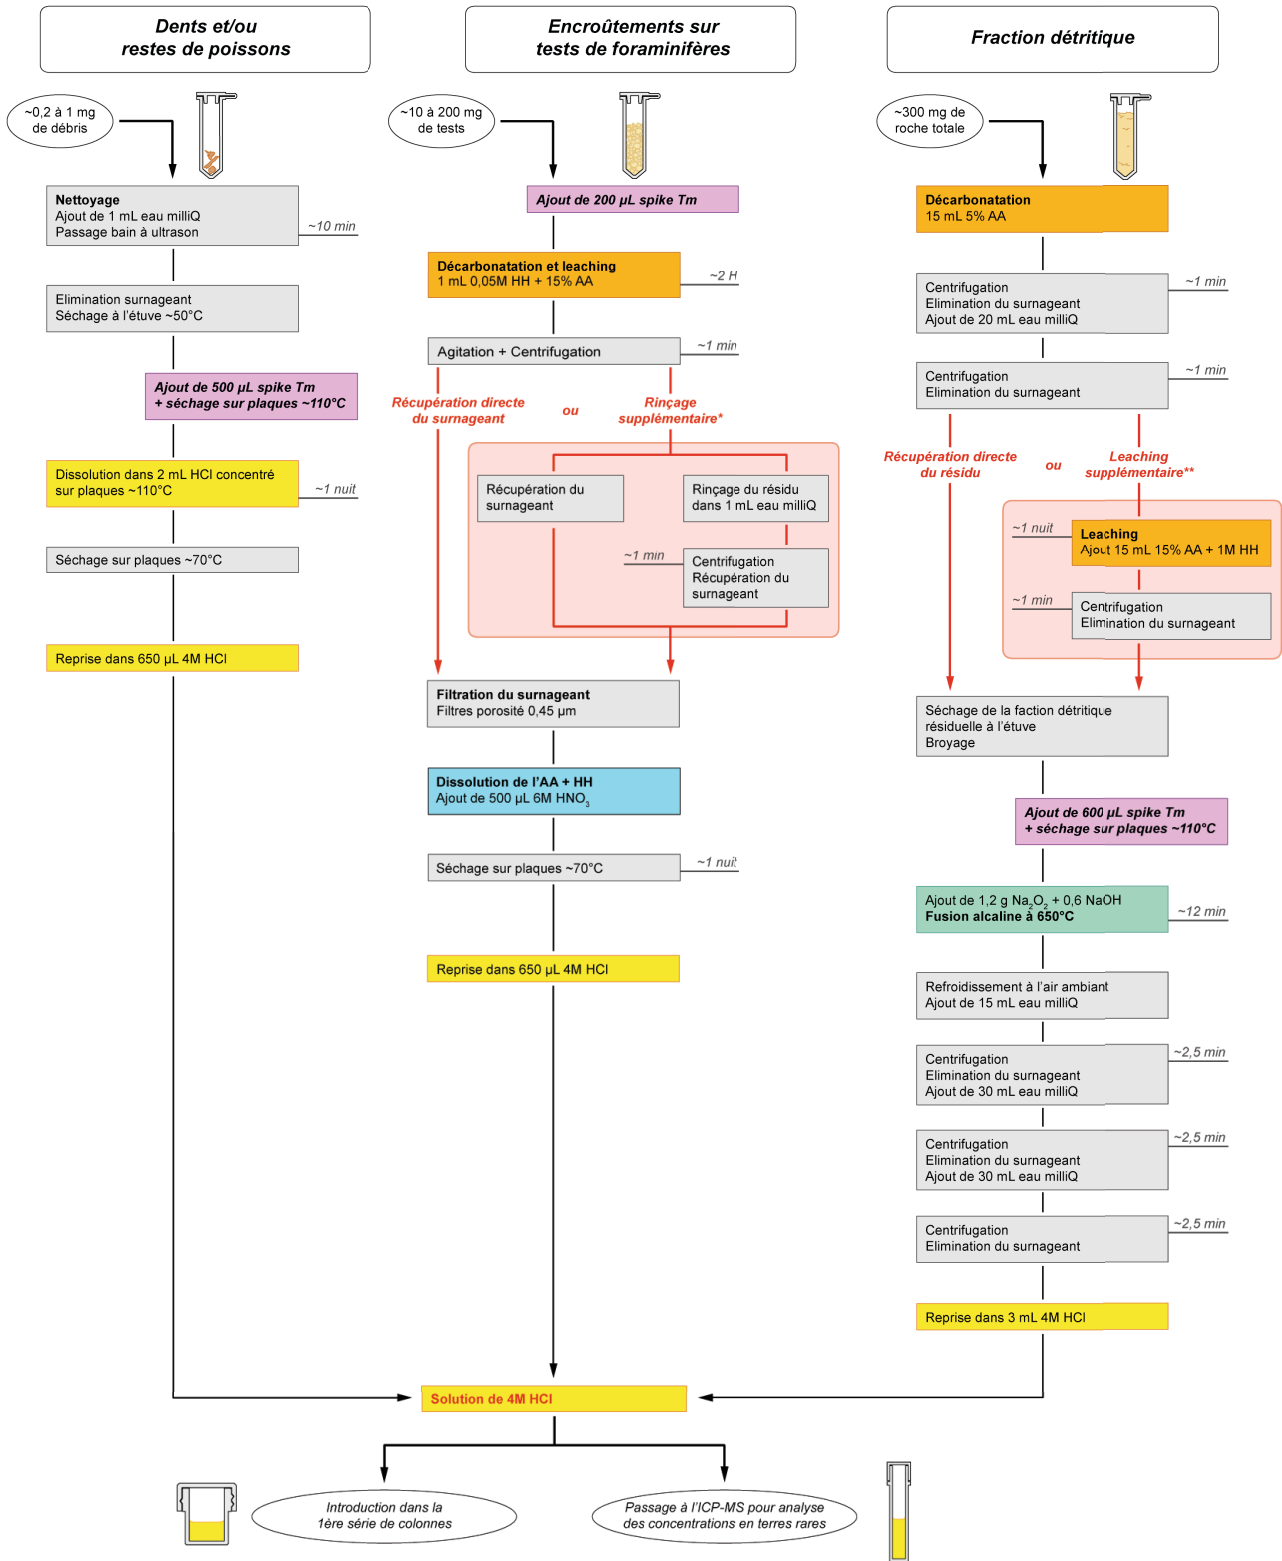 Dents et/ou
restes de poissons
~0,2 à 1 mg
de débris
Nettoyage
Ajout de 1 mL eau milliQ
Passage bain à ultrason
~10 min
Elimination surnageant
Séchage à l'étuve ~50°C
Ajout de 500 µL spike Tm
+ séchage sur plaques ~110°C
Dissolution dans 2 mL HCl concentré
sur plaques ~110°C
~1 nuit
Séchage sur plaques ~70°C
Reprise dans 650 µL 4M HCl
Encroûtements sur
tests de foraminifères
~10 à 200 mg
de tests
Ajout de 200 µL spike Tm
Décarbonatation et leaching
1 mL 0,05M HH + 15% AA
~2 H
Agitation + Centrifugation
~1 min
Récupération directe
du surnageant
ou
Rinçage
supplémentaire*
Récupération du
surnageant
Rinçage du résidu
dans 1 mL eau milliQ
~1 min
Centrifugation
Récupération du
surnageant
Filtration du surnageant
Filtres porosité 0,45 µm
Dissolution de l'AA + HH
Ajout de 500 µL 6M HNO₃
Séchage sur plaques ~70°C
~1 nuit
Reprise dans 650 µL 4M HCl
Fraction détritique
~300 mg de
roche totale
Décarbonatation
15 mL 5% AA
Centrifugation
Elimination du surnageant
Ajout de 20 mL eau milliQ
~1 min
Centrifugation
Elimination du surnageant
~1 min
Récupération directe
du résidu
ou
Leaching
supplémentaire**
~1 nuit
Leaching
Ajout 15 mL 15% AA + 1M HH
~1 min
Centrifugation
Elimination du surnageant
Séchage de la faction détritique
résiduelle à l'étuve
Broyage
Ajout de 600 µL spike Tm
+ séchage sur plaques ~110°C
Ajout de 1,2 g Na₂O₂ + 0,6 NaOH
Fusion alcaline à 650°C
~12 min
Refroidissement à l'air ambiant
Ajout de 15 mL eau milliQ
Centrifugation
Elimination du surnageant
Ajout de 30 mL eau milliQ
~2,5 min
Centrifugation
Elimination du surnageant
Ajout de 30 mL eau milliQ
~2,5 min
Centrifugation
Elimination du surnageant
~2,5 min
Reprise dans 3 mL 4M HCl
Solution de 4M HCl
Introduction dans la
1ère série de colonnes
Passage à l'ICP-MS pour analyse
des concentrations en terres rares